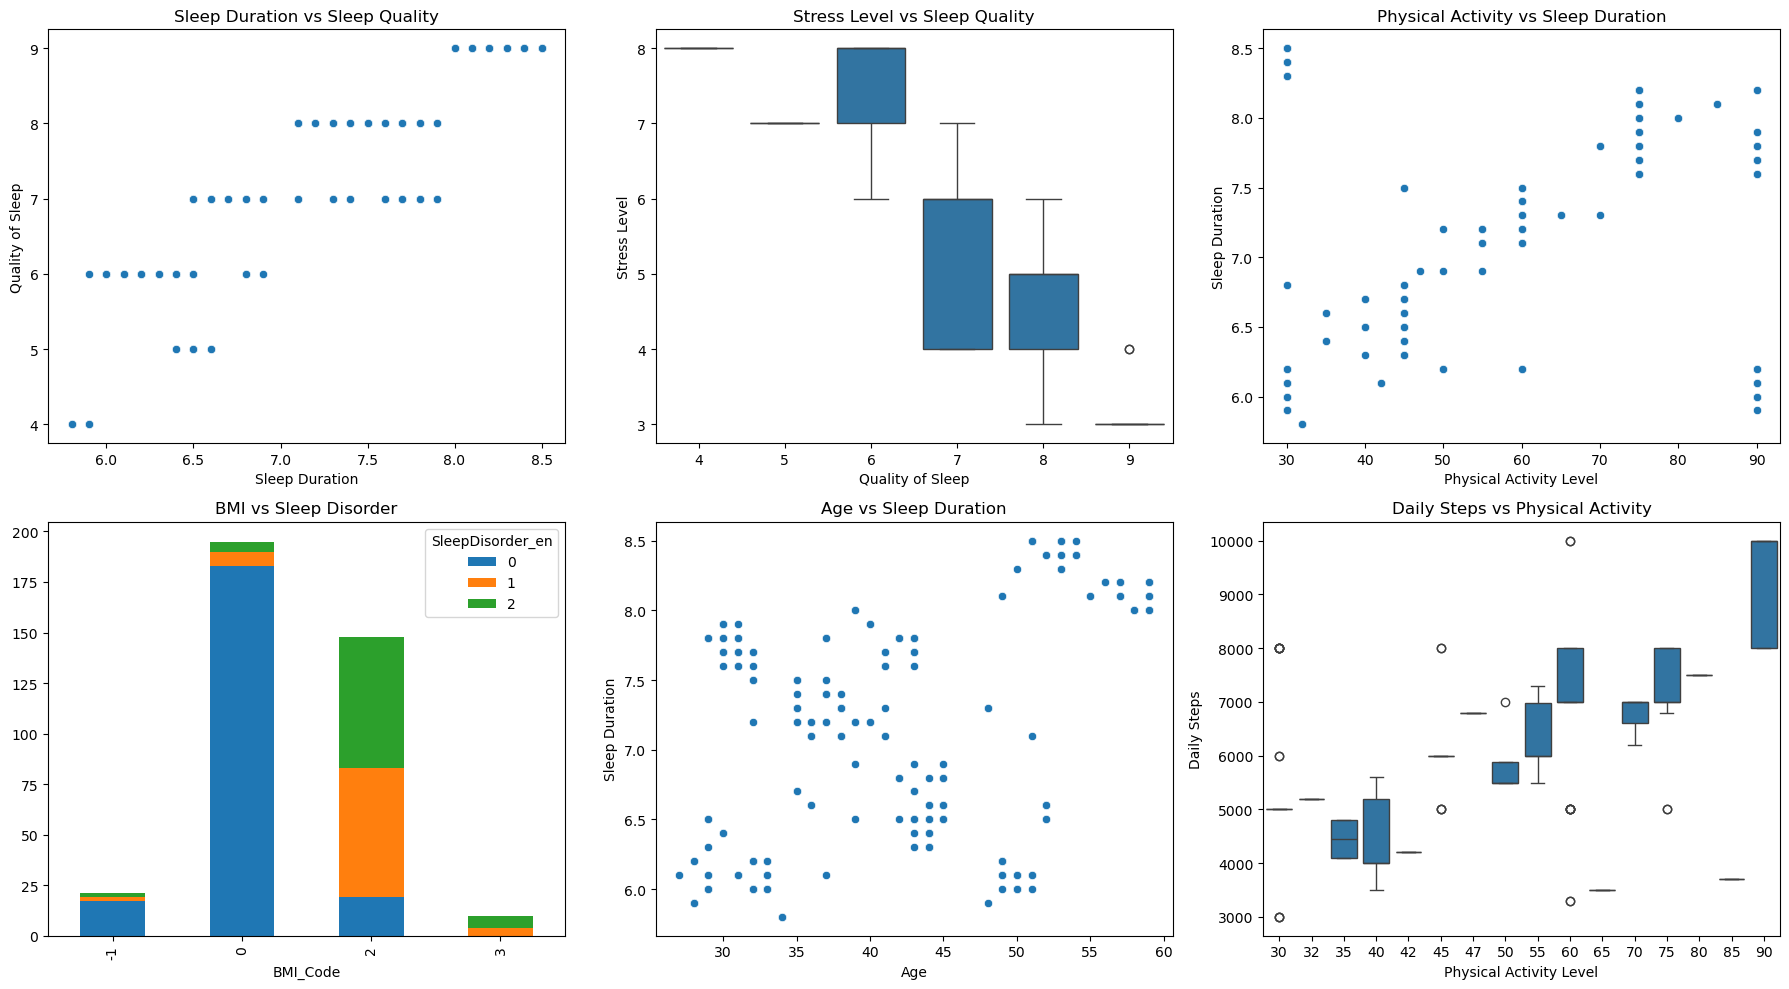 Sleep Duration vs Sleep Quality
9
8
7
6
5
4
Quality of Sleep
6.0 6.5 7.0 7.5 8.0 8.5
Sleep Duration
Stress Level vs Sleep Quality
8
7
6
5
4
3
Stress Level
4 5 6 7 8 9
Quality of Sleep
Physical Activity vs Sleep Duration
8.5
8.0
7.5
7.0
6.5
6.0
Sleep Duration
30 40 50 60 70 80 90
Physical Activity Level
BMI vs Sleep Disorder
200
175
150
125
100
75
50
25
0
SleepDisorder_en
0
1
2
-1 0 2 3
BMI_Code
Age vs Sleep Duration
8.5
8.0
7.5
7.0
6.5
6.0
Sleep Duration
30 35 40 45 50 55 60
Age
Daily Steps vs Physical Activity
10000
9000
8000
7000
6000
5000
4000
3000
Daily Steps
30 32 35 40 42 45 47 50 55 60 65 70 75 80 85 90
Physical Activity Level